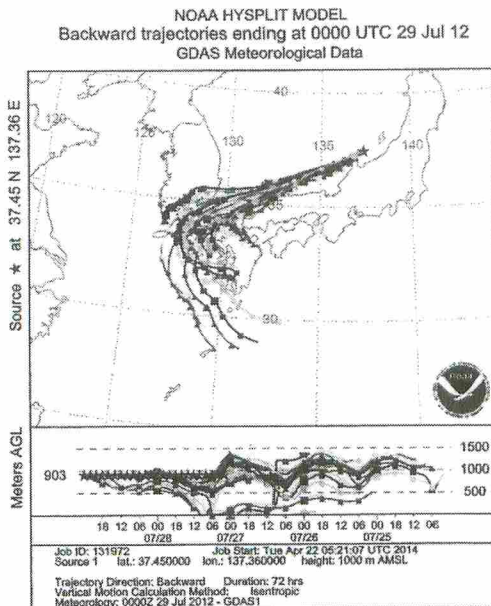 NOAA HYSPLIT MODEL
Backward trajectories ending at 0000 UTC 29 Jul 12
GDAS Meteorological Data
Source ★ at 37.45 N 137.36 E
40
120
125
130
135
140
35
30
NOAA
Meters AGL
903
1500
1000
500
18 12 06 00 18 12 06 00 18 12 06 00 18 12 06 00 18 12 06
07/28 07/27 07/26 07/25
Job ID: 131972 Job Start: Tue Apr 22 05:21:07 UTC 2014
Source 1 lat.: 37.450000 lon.: 137.360000 height: 1000 m AMSL
Trajectory Direction: Backward Duration: 72 hrs
Vertical Motion Calculation Method: Isentropic
Meteorology: 0000Z 29 Jul 2012 - GDAS1